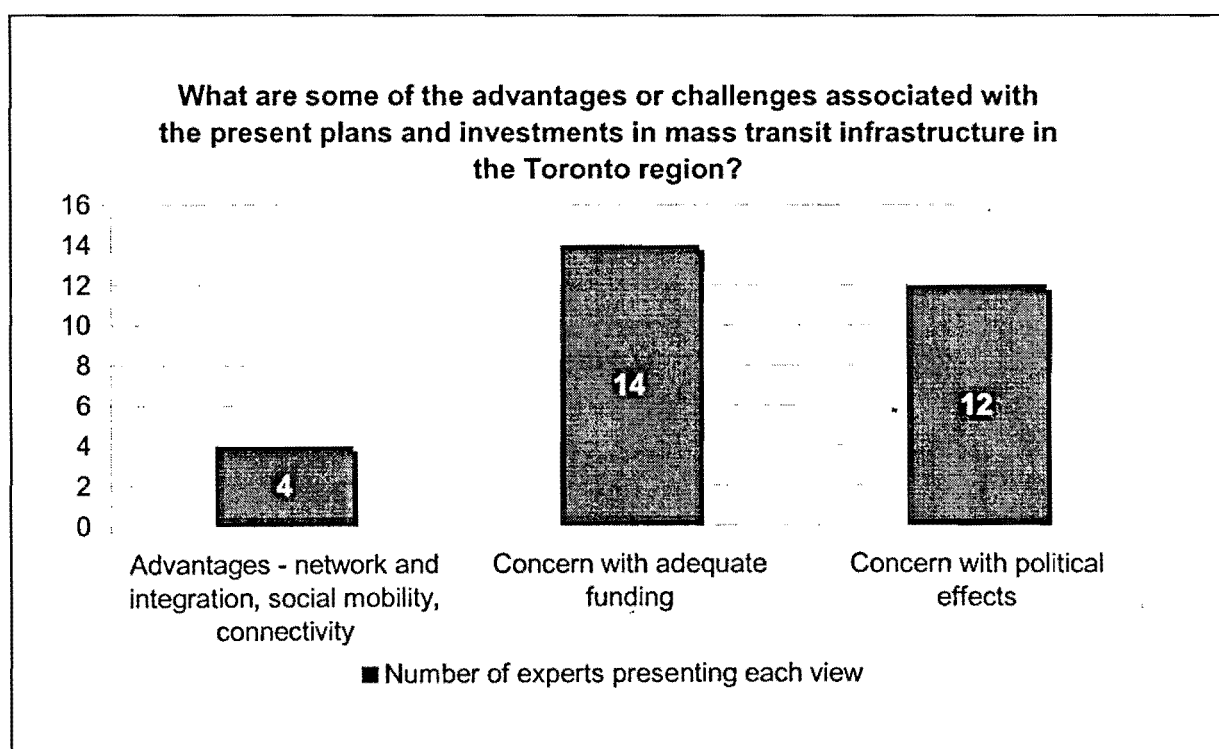 What are some of the advantages or challenges associated with
the present plans and investments in mass transit infrastructure in
the Toronto region?
16
14
12
10
8
6
4
2
0
4
14
12
Advantages - network and
integration, social mobility,
connectivity
Concern with adequate
funding
Concern with political
effects
Number of experts presenting each view